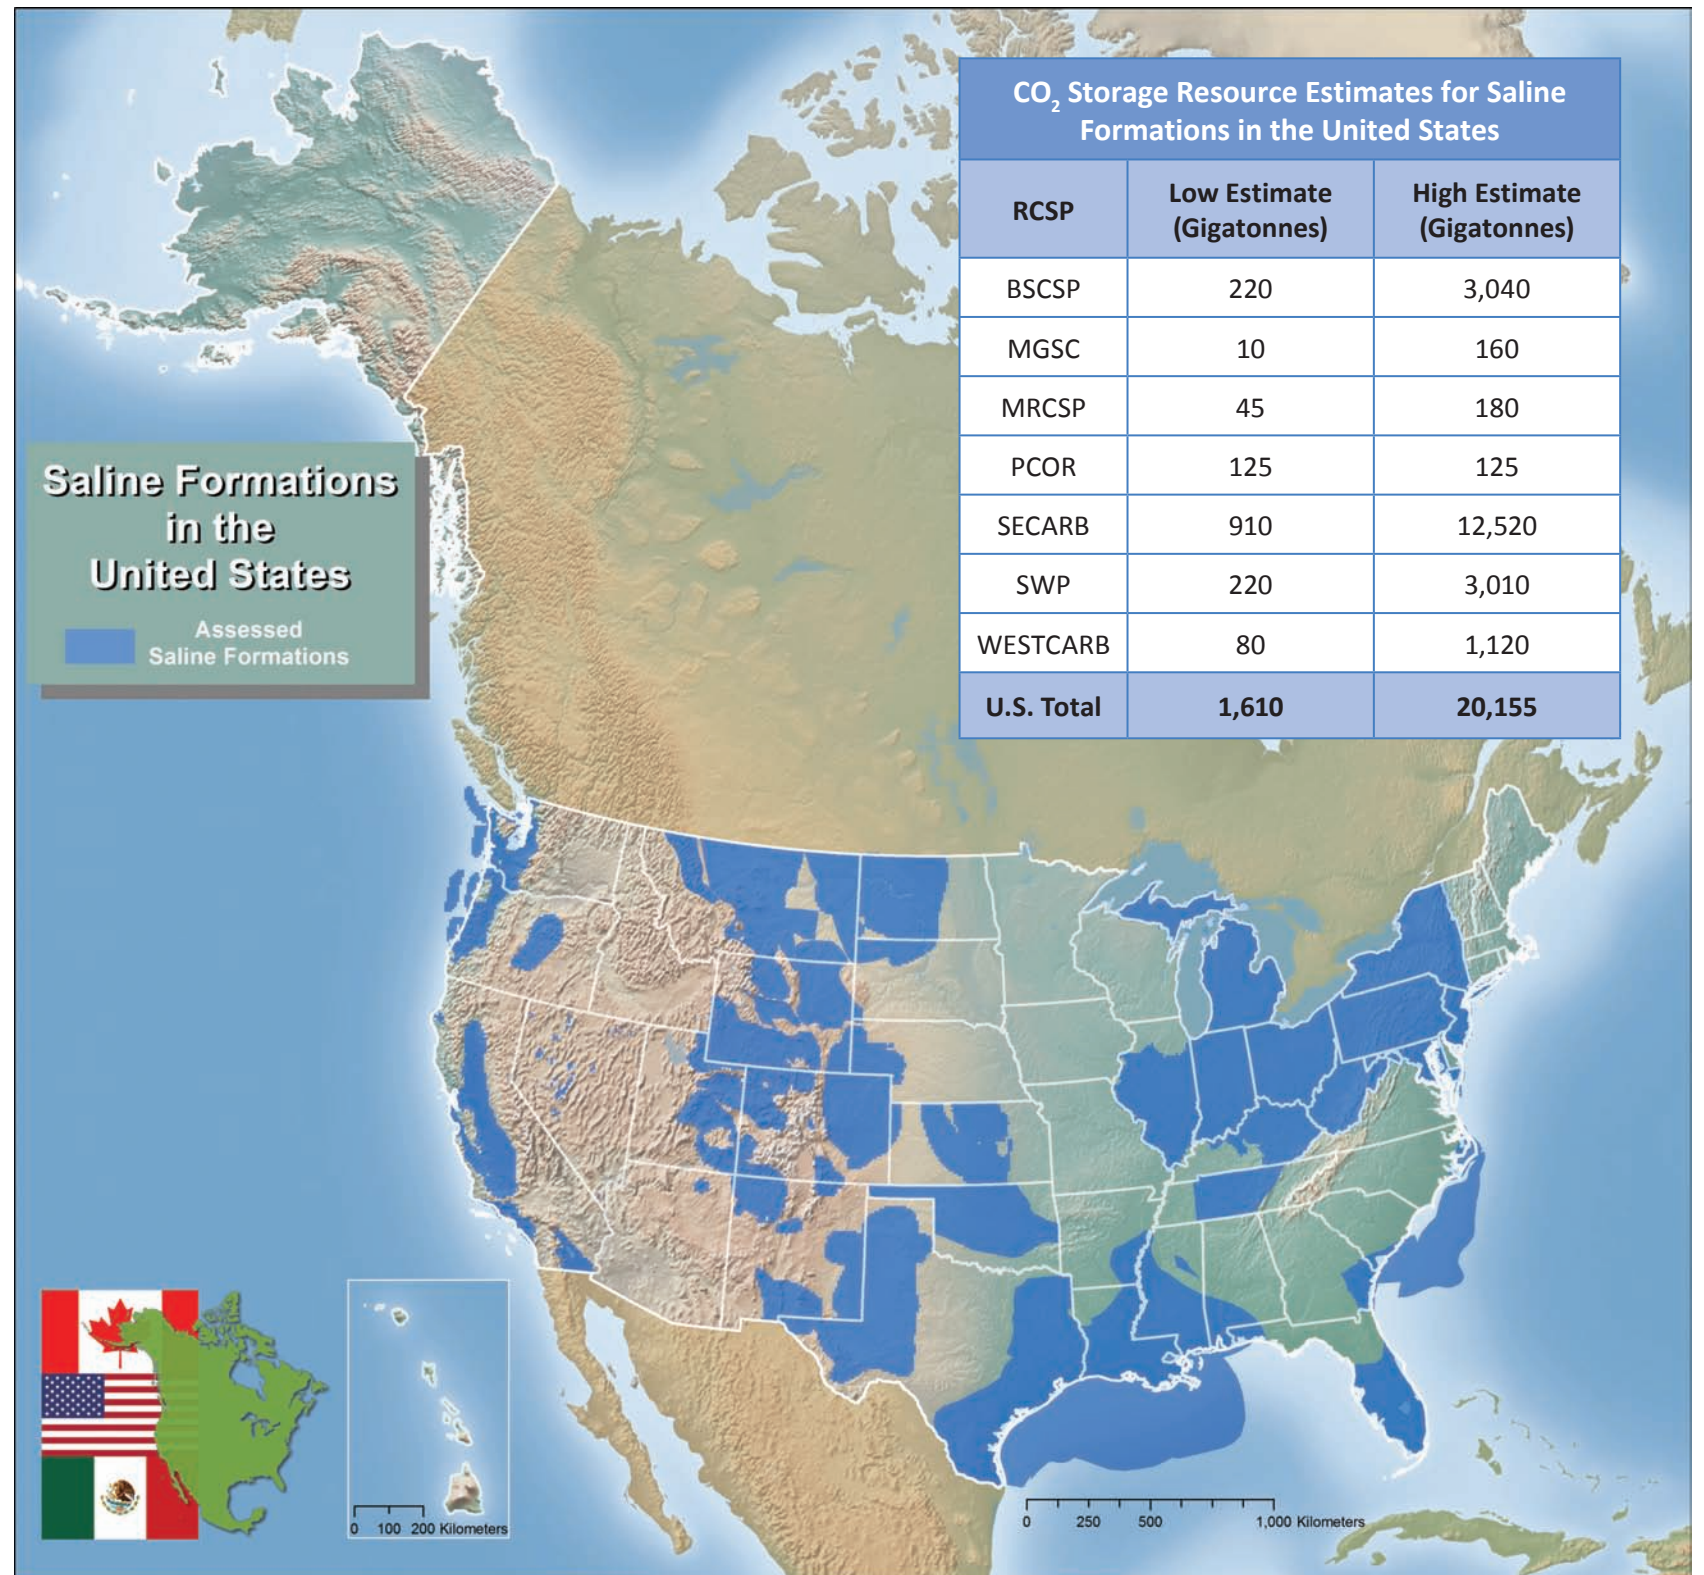 CO2 Storage Resource Estimates for Saline
Formations in the United States
RCSP
Low Estimate
(Gigatonnes)
High Estimate
(Gigatonnes)
BSCSP 220 3,040
MGSC 10 160
MRCSP 45 180
PCOR 125 125
SECARB 910 12,520
SWP 220 3,010
WESTCARB 80 1,120
U.S. Total 1,610 20,155
Saline Formations
in the
United States
Assessed
Saline Formations
0 100 200 Kilometers
0 250 500 1,000 Kilometers